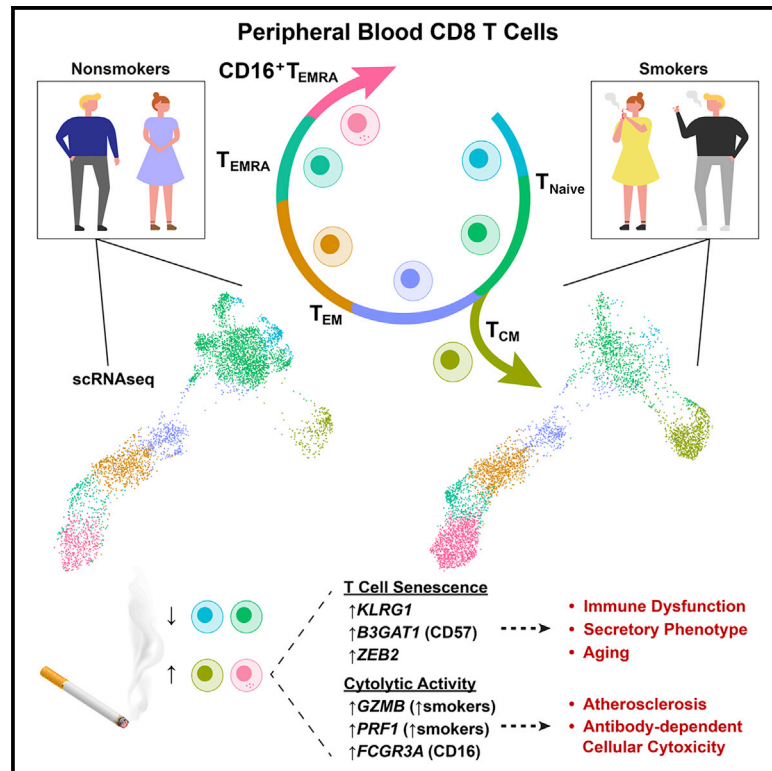 Peripheral Blood CD8 T Cells
Nonsmokers
CD16+TEMRA
Smokers
TEMRA
TNaive
TEM
TCM
scRNAseq
T Cell Senescence
↑KLRG1
↑B3GAT1 (CD57)
↑ZEB2
• Immune Dysfunction
• Secretory Phenotype
• Aging
↓
↑
Cytolytic Activity
↑GZMB (↑smokers)
↑PRF1 (↑smokers)
↑FCGR3A (CD16)
• Atherosclerosis
• Antibody-dependent
Cellular Cytoxicity